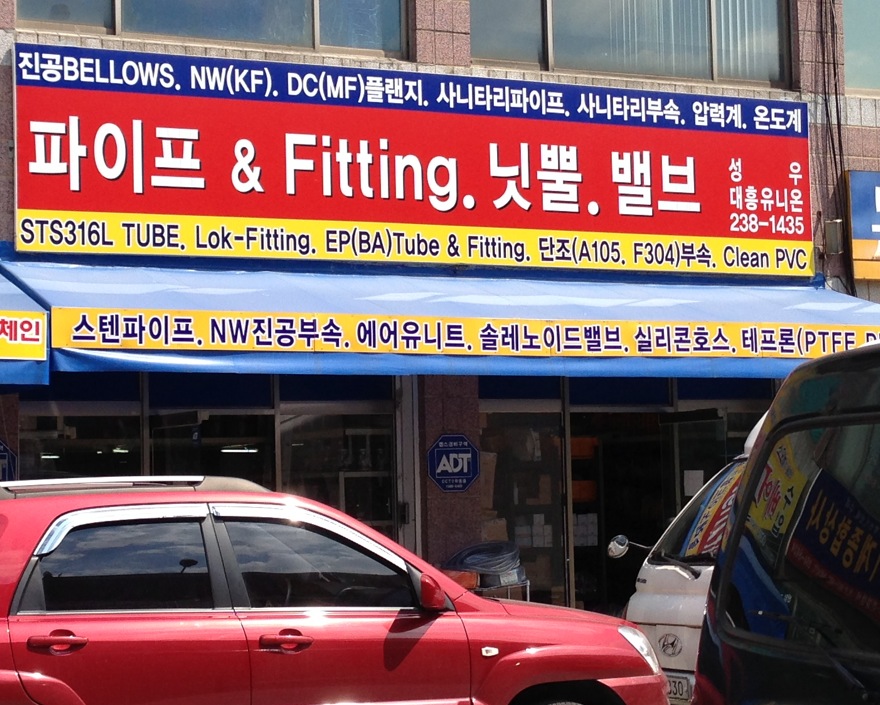 진공BELLOWS. NW(KF). DC(MF)플랜지. 사니타리파이프. 사니타리부속. 압력계. 온도계
파이프 & Fitting. 닛뿔. 밸브
성 우
대흥유니온
238-1435
STS316L TUBE. Lok-Fitting. EP(BA)Tube & Fitting. 단조(A105. F304)부속. Clean PVC
체인
스텐파이프. NW진공부속. 에어유니트. 솔레노이드밸브. 실리콘호스. 테프론(PTFE
ADT